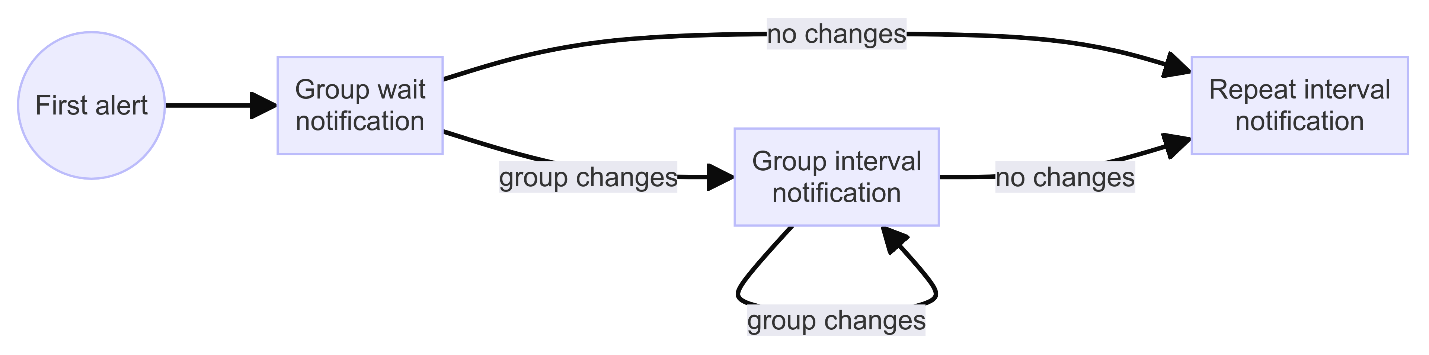 First alert
Group wait
notification
no changes
group changes
Group interval
notification
group changes
no changes
Repeat interval
notification